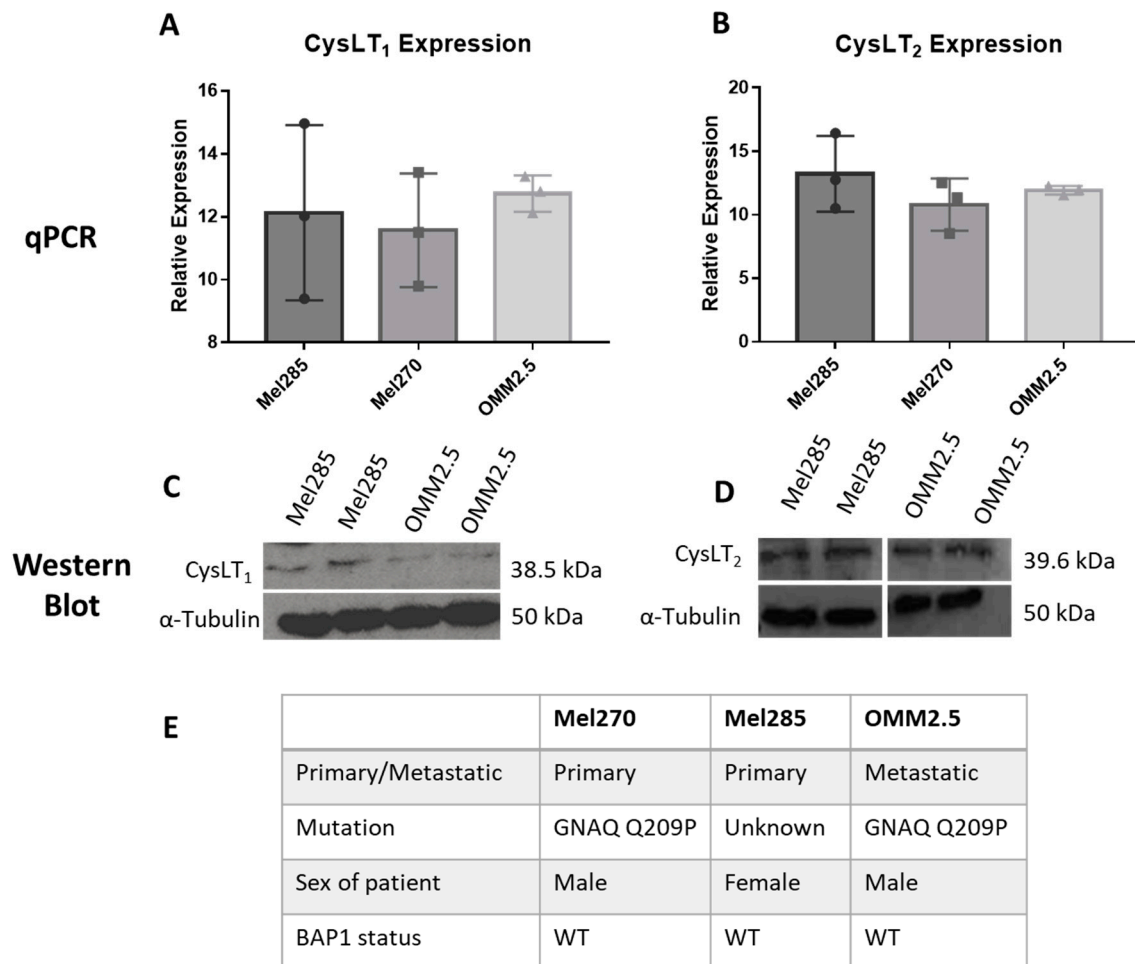 A
CysLT₁ Expression
Relative Expression
16
14
12
10
8
Mel285
Mel270
OMM2.5
B
CysLT₂ Expression
Relative Expression
20
15
10
5
0
Mel285
Mel270
OMM2.5
qPCR
C
Mel285
Mel285
OMM2.5
OMM2.5
CysLT₁
38.5 kDa
α-Tubulin
50 kDa
D
Mel285
Mel285
OMM2.5
OMM2.5
CysLT₂
39.6 kDa
α-Tubulin
50 kDa
Western
Blot
E
Mel270 Mel285 OMM2.5
Primary/Metastatic Primary Primary Metastatic
Mutation GNAQ Q209P Unknown GNAQ Q209P
Sex of patient Male Female Male
BAP1 status WT WT WT